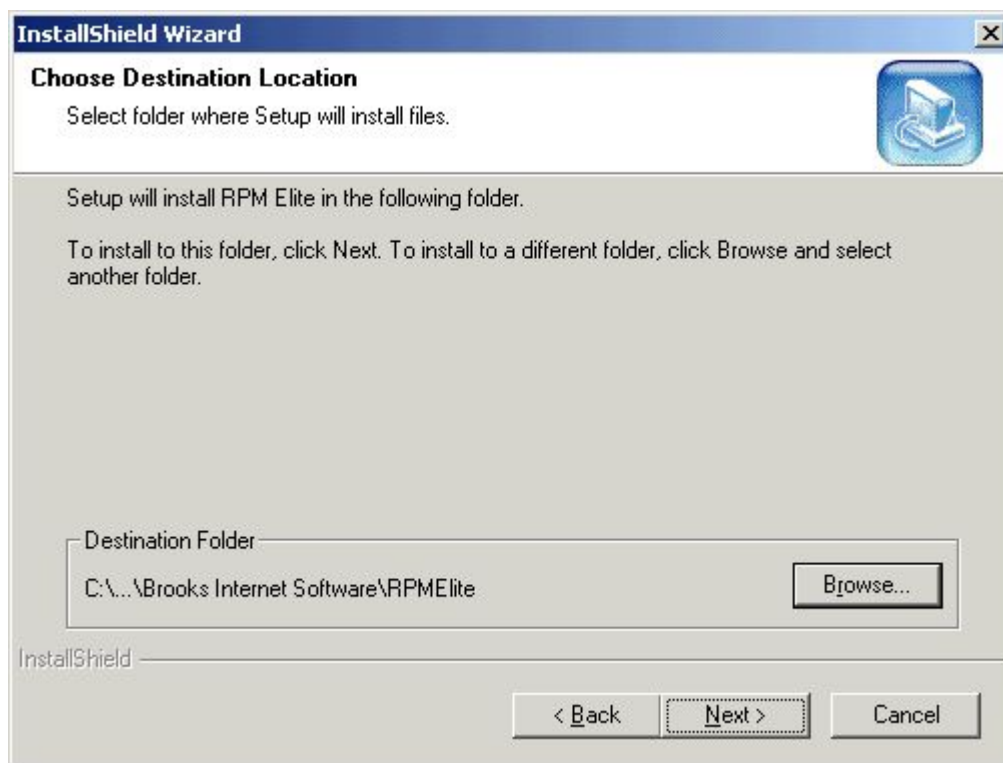 InstallShield Wizard
Choose Destination Location
Select folder where Setup will install files.
Setup will install RPM Elite in the following folder.
To install to this folder, click Next. To install to a different folder, click Browse and select
another folder.
Destination Folder
C:\...\Brooks Internet Software\RPMElite
Browse...
InstallShield
< Back
Next >
Cancel